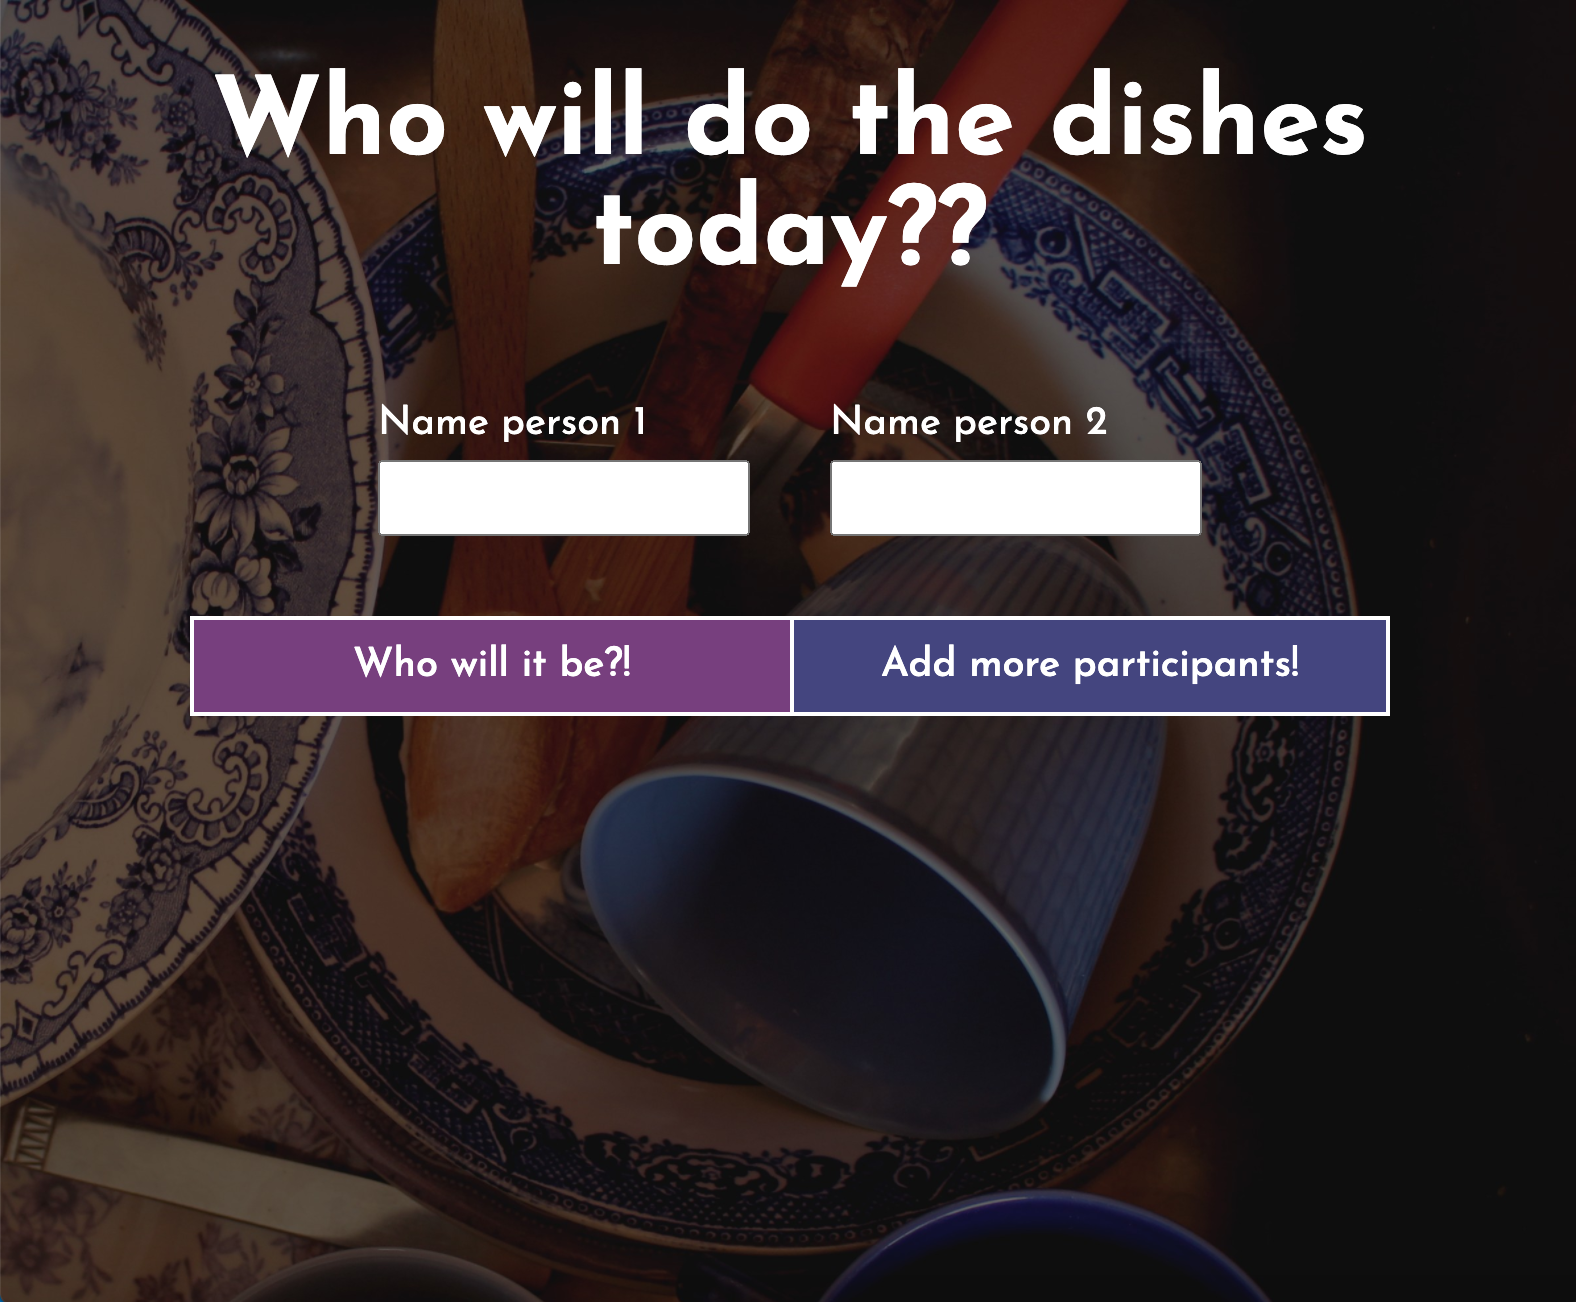 Who will do the dishes
today??
Name person 1
Name person 2
Who will it be?!
Add more participants!